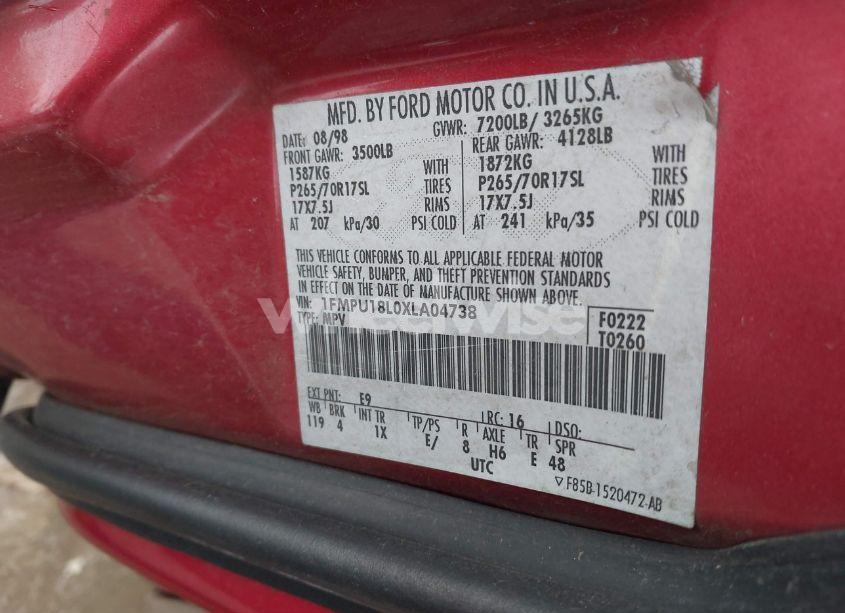 MFD. BY FORD MOTOR CO. IN U.S.A.
DATE: 08/98 GVWR: 7200LB/ 3265KG
FRONT GAWR: 3500LB REAR GAWR: 4128LB
1587KG WITH 1872KG WITH
P265/70R17SL TIRES P265/70R17SL TIRES
17X7.5J RIMS 17X7.5J RIMS
AT 207 kPa/30 PSI COLD AT 241 kPa/35 PSI COLD
THIS VEHICLE CONFORMS TO ALL APPLICABLE FEDERAL MOTOR
VEHICLE SAFETY, BUMPER, AND THEFT PREVENTION STANDARDS
IN EFFECT ON THE DATE OF MANUFACTURE SHOWN ABOVE.
VIN: 1FMPU18L0XLA04738 F0222
TYPE: MPV T0260
EXT PNT: E9 RC: 16 DSO:
WB BRK INT TR TP/PS R AXLE TR SPR
119 4 1X E/ 8 H6 E 48
UTC
▽ F85B-1520472-AB
wheelerwise